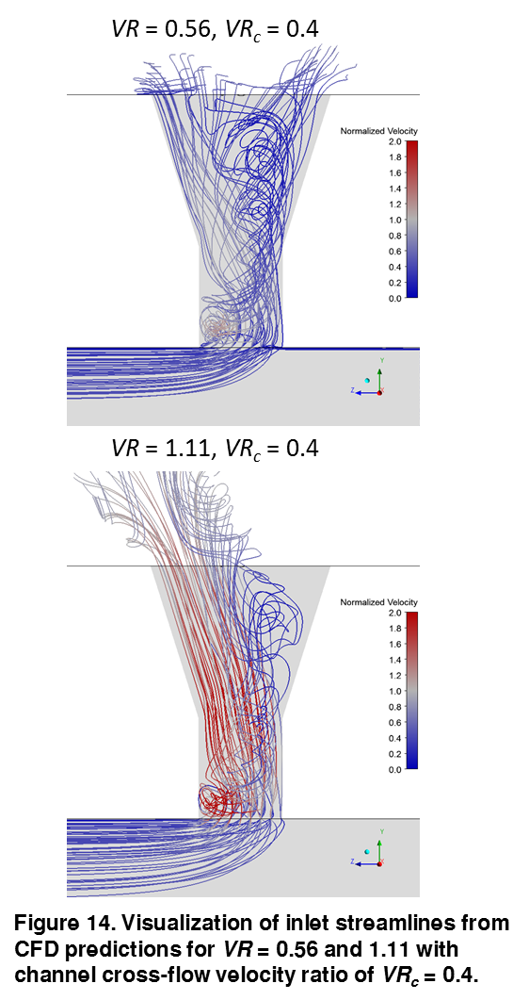 VR = 0.56, VRc = 0.4
Normalized Velocity
2.0
1.8
1.6
1.4
1.2
1.0
0.8
0.6
0.4
0.2
0.0
Y
Z
X
VR = 1.11, VRc = 0.4
Normalized Velocity
2.0
1.8
1.6
1.4
1.2
1.0
0.8
0.6
0.4
0.2
0.0
Y
Z
X
Figure 14. Visualization of inlet streamlines from
CFD predictions for VR = 0.56 and 1.11 with
channel cross-flow velocity ratio of VRc = 0.4.